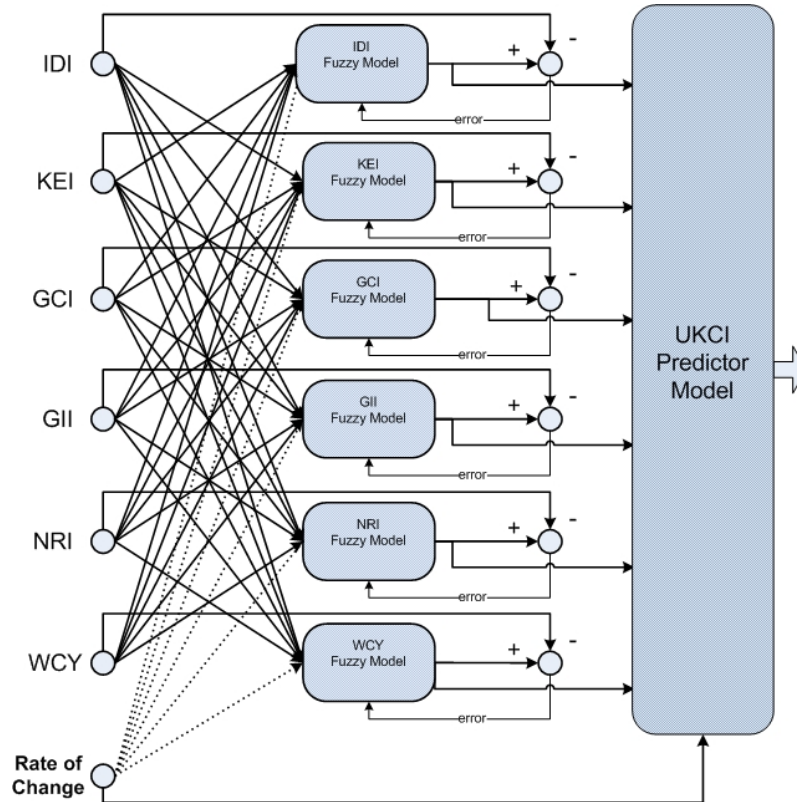 IDI
IDI
Fuzzy Model
+
-
error
KEI
KEI
Fuzzy Model
+
-
error
GCI
GCI
Fuzzy Model
+
-
error
GII
GII
Fuzzy Model
+
-
error
NRI
NRI
Fuzzy Model
+
-
error
WCY
WCY
Fuzzy Model
+
-
error
Rate of
Change
UKCI
Predictor
Model